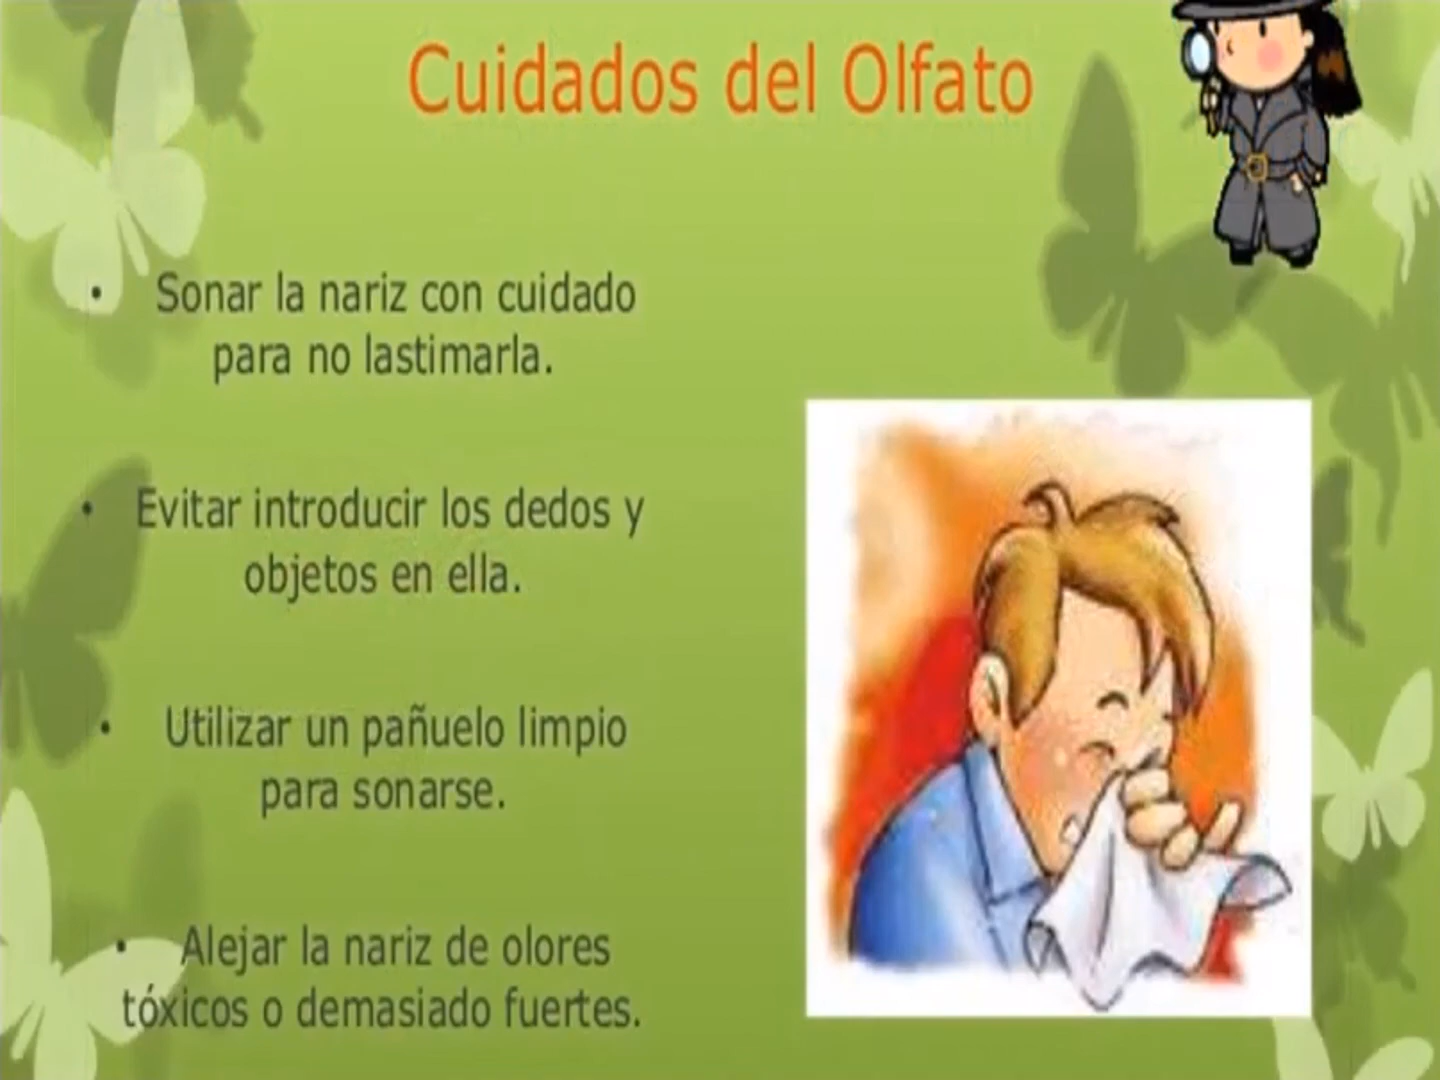 Cuidados del Olfato
• Sonar la nariz con cuidado
para no lastimarla.
• Evitar introducir los dedos y
objetos en ella.
• Utilizar un pañuelo limpio
para sonarse.
• Alejar la nariz de olores
tóxicos o demasiado fuertes.